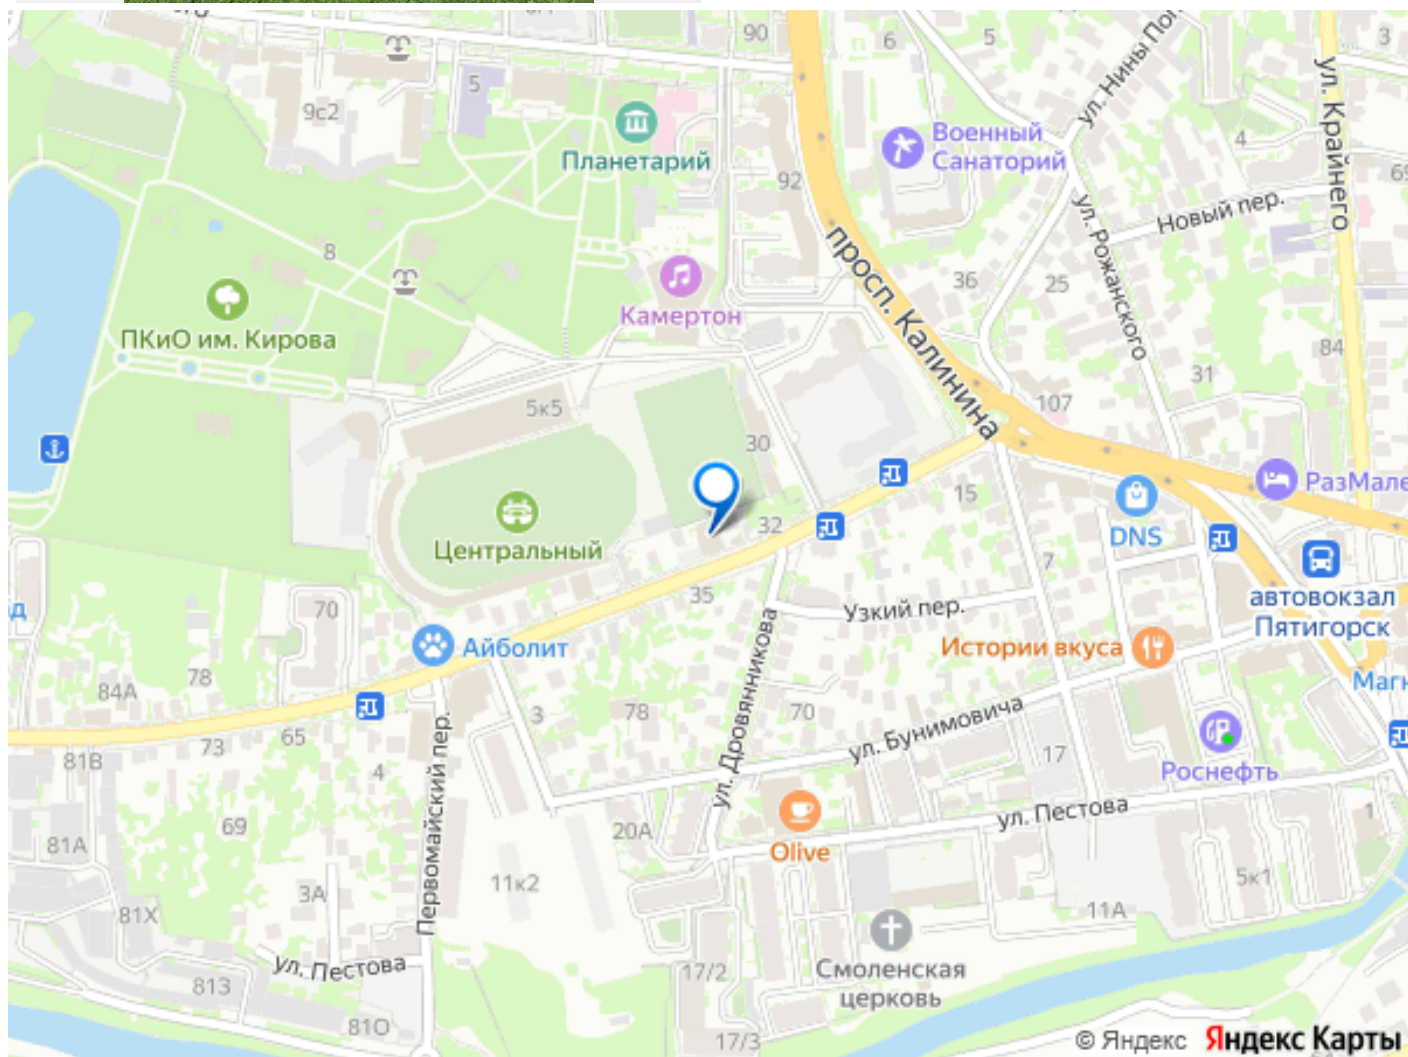 90
6
5
3
ул. Нины Поп
ул. Крайнего
5
9с2
Планетарий
Военный
Санаторий
4
69
92
Новый пер.
ул. Рожанского
8
просп. Калинина
36
25
Камертон
ПКиО им. Кирова
84
31
5к5
107
30
РазМале
15
32
DNS
Центральный
7
35
Узкий пер.
автовокзал
Пятигорск
70
Айболит
Истории вкуса
ул. Дровянникова
78
84А
Магн
3
78
70
ул. Бунимовича
65
73
81В
4
Первомайский пер.
17
Роснефть
69
20А
ул. Пестова
1
81А
Olive
11к2
5к1
3А
11А
81Х
Смоленская
церковь
ул. Пестова
17/2
813
81О
17/3
© Яндекс Яндекс Карты